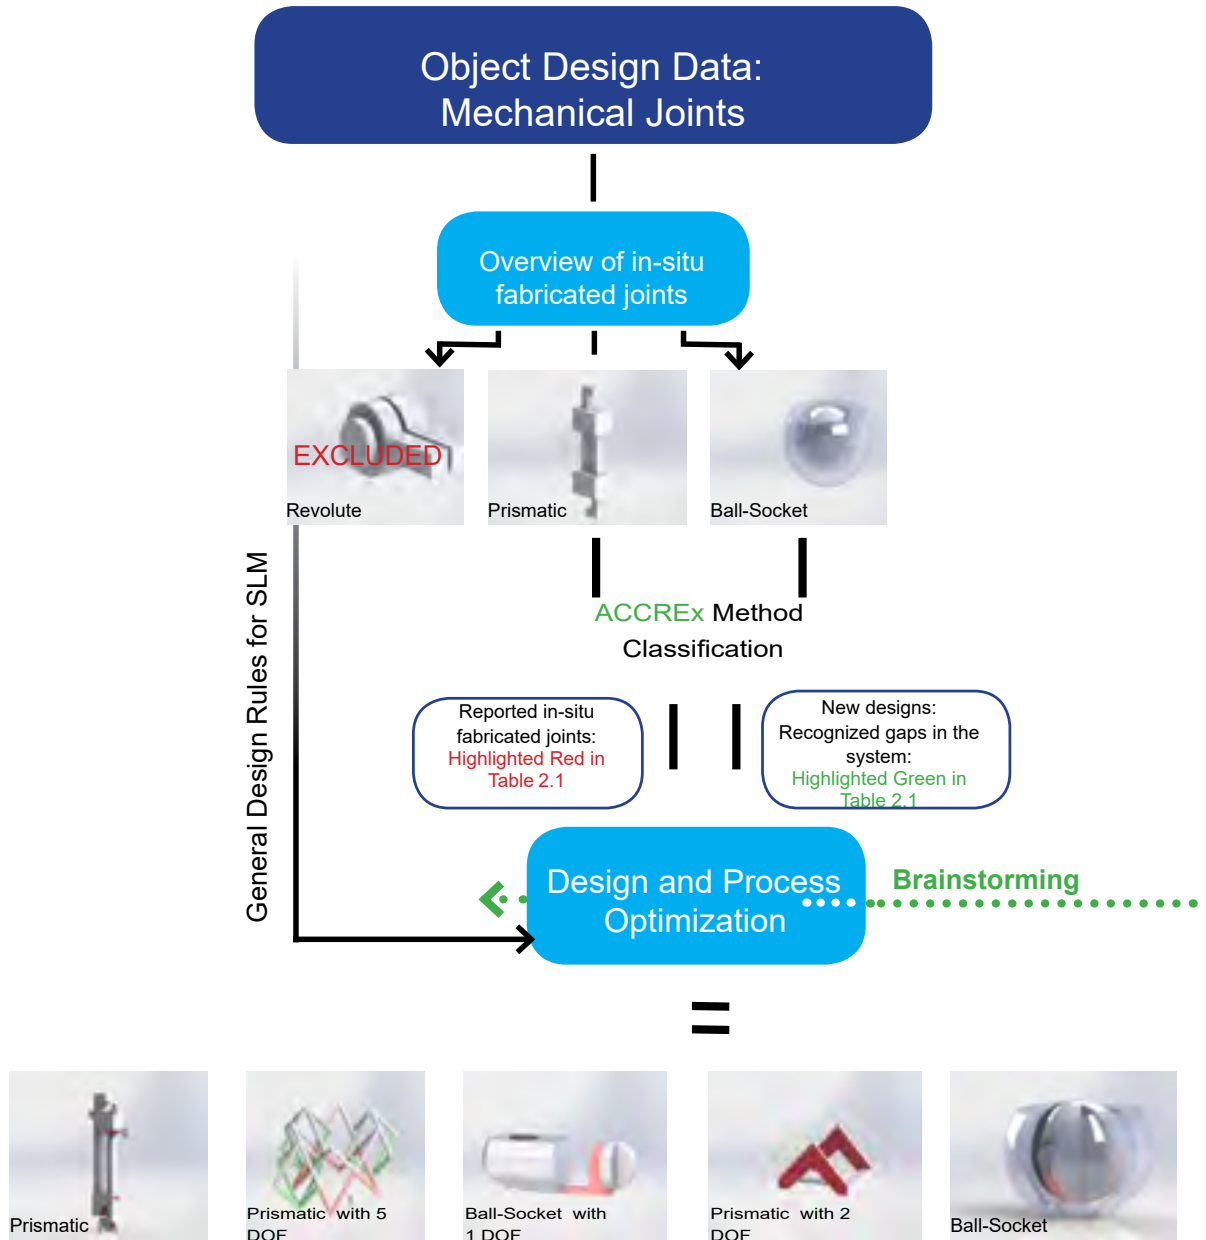 Object Design Data:
Mechanical Joints
Overview of in-situ
fabricated joints
EXCLUDED
Revolute
Prismatic
Ball-Socket
General Design Rules for SLM
ACCREx Method
Classification
Reported in-situ
fabricated joints:
Highlighted Red in
Table 2.1
New designs:
Recognized gaps in the
system:
Highlighted Green in
Table 2.1
Design and Process
Optimization
Brainstorming
=
Prismatic
Prismatic with 5
DOF
Ball-Socket with
1 DOF
Prismatic with 2
DOF
Ball-Socket